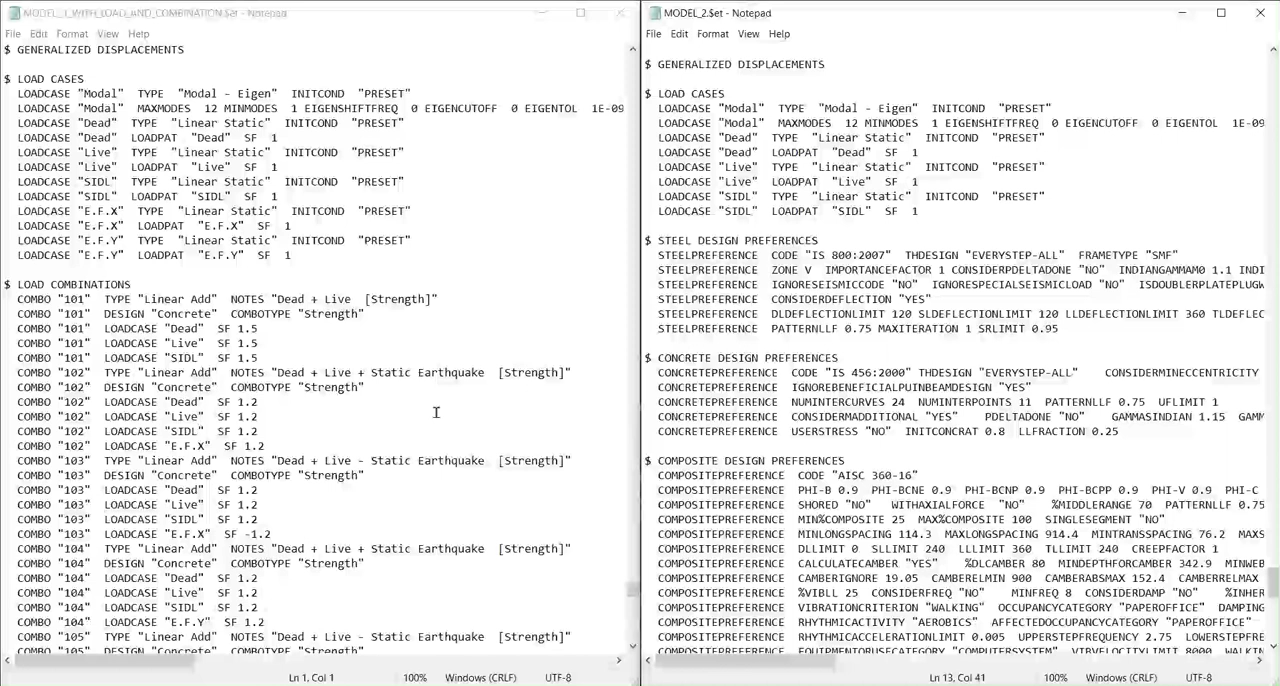 MODEL_1_WITH_LOAD_AND_COMBINATION.$et - Notepad
File Edit Format View Help
$ GENERALIZED DISPLACEMENTS
$ LOAD CASES
LOADCASE "Modal" TYPE "Modal - Eigen" INITCOND "PRESET"
LOADCASE "Modal" MAXMODES 12 MINMODES 1 EIGENSHIFTFREQ 0 EIGENCUTOFF 0 EIGENTOL 1E-09
LOADCASE "Dead" TYPE "Linear Static" INITCOND "PRESET"
LOADCASE "Dead" LOADPAT "Dead" SF 1
LOADCASE "Live" TYPE "Linear Static" INITCOND "PRESET"
LOADCASE "Live" LOADPAT "Live" SF 1
LOADCASE "SIDL" TYPE "Linear Static" INITCOND "PRESET"
LOADCASE "SIDL" LOADPAT "SIDL" SF 1
LOADCASE "E.F.X" TYPE "Linear Static" INITCOND "PRESET"
LOADCASE "E.F.X" LOADPAT "E.F.X" SF 1
LOADCASE "E.F.Y" TYPE "Linear Static" INITCOND "PRESET"
LOADCASE "E.F.Y" LOADPAT "E.F.Y" SF 1
$ LOAD COMBINATIONS
COMBO "101" TYPE "Linear Add" NOTES "Dead + Live [Strength]"
COMBO "101" DESIGN "Concrete" COMBOTYPE "Strength"
COMBO "101" LOADCASE "Dead" SF 1.5
COMBO "101" LOADCASE "Live" SF 1.5
COMBO "101" LOADCASE "SIDL" SF 1.5
COMBO "102" TYPE "Linear Add" NOTES "Dead + Live + Static Earthquake [Strength]"
COMBO "102" DESIGN "Concrete" COMBOTYPE "Strength"
COMBO "102" LOADCASE "Dead" SF 1.2
COMBO "102" LOADCASE "Live" SF 1.2
COMBO "102" LOADCASE "SIDL" SF 1.2
COMBO "102" LOADCASE "E.F.X" SF 1.2
COMBO "103" TYPE "Linear Add" NOTES "Dead + Live - Static Earthquake [Strength]"
COMBO "103" DESIGN "Concrete" COMBOTYPE "Strength"
COMBO "103" LOADCASE "Dead" SF 1.2
COMBO "103" LOADCASE "Live" SF 1.2
COMBO "103" LOADCASE "SIDL" SF 1.2
COMBO "103" LOADCASE "E.F.X" SF -1.2
COMBO "104" TYPE "Linear Add" NOTES "Dead + Live + Static Earthquake [Strength]"
COMBO "104" DESIGN "Concrete" COMBOTYPE "Strength"
COMBO "104" LOADCASE "Dead" SF 1.2
COMBO "104" LOADCASE "Live" SF 1.2
COMBO "104" LOADCASE "SIDL" SF 1.2
COMBO "104" LOADCASE "E.F.Y" SF 1.2
COMBO "105" TYPE "Linear Add" NOTES "Dead + Live - Static Earthquake [Strength]"
COMBO "105" DESIGN "Concrete" COMBOTYPE "Strength"
Ln 1, Col 1 100% Windows (CRLF) UTF-8
MODEL_2.$et - Notepad
File Edit Format View Help
$ GENERALIZED DISPLACEMENTS
$ LOAD CASES
LOADCASE "Modal" TYPE "Modal - Eigen" INITCOND "PRESET"
LOADCASE "Modal" MAXMODES 12 MINMODES 1 EIGENSHIFTFREQ 0 EIGENCUTOFF 0 EIGENTOL 1E-09
LOADCASE "Dead" TYPE "Linear Static" INITCOND "PRESET"
LOADCASE "Dead" LOADPAT "Dead" SF 1
LOADCASE "Live" TYPE "Linear Static" INITCOND "PRESET"
LOADCASE "Live" LOADPAT "Live" SF 1
LOADCASE "SIDL" TYPE "Linear Static" INITCOND "PRESET"
LOADCASE "SIDL" LOADPAT "SIDL" SF 1
$ STEEL DESIGN PREFERENCES
STEELPREFERENCE CODE "IS 800:2007" THDESIGN "EVERYSTEP-ALL" FRAMETYPE "SMF"
STEELPREFERENCE ZONE V IMPORTANCEFACTOR 1 CONSIDERPDELTADONE "NO" INDIANGAMMAM0 1.1 INDI
STEELPREFERENCE IGNORESEISMICCODE "NO" IGNORESPECIALSEISMICLOAD "NO" ISDOUBLERPLATEPLUGW
STEELPREFERENCE CONSIDERDEFLECTION "YES"
STEELPREFERENCE DLDEFLECTIONLIMIT 120 SLDEFLECTIONLIMIT 120 LLDEFLECTIONLIMIT 360 TLDEFLEC
STEELPREFERENCE PATTERNLLF 0.75 MAXITERATION 1 SRLIMIT 0.95
$ CONCRETE DESIGN PREFERENCES
CONCRETEPREFERENCE CODE "IS 456:2000" THDESIGN "EVERYSTEP-ALL" CONSIDERMINECCENTRICITY
CONCRETEPREFERENCE IGNOREBENEFICIALPUINBEAMDESIGN "YES"
CONCRETEPREFERENCE NUMINTERCURVES 24 NUMINTERPOINTS 11 PATTERNLLF 0.75 UFLIMIT 1
CONCRETEPREFERENCE CONSIDERMADDITIONAL "YES" PDELTADONE "NO" GAMMASINDIAN 1.15 GAMM
CONCRETEPREFERENCE USERSTRESS "NO" INITCONCRAT 0.8 LLFRACTION 0.25
$ COMPOSITE DESIGN PREFERENCES
COMPOSITEPREFERENCE CODE "AISC 360-16"
COMPOSITEPREFERENCE PHI-B 0.9 PHI-BCNE 0.9 PHI-BCNP 0.9 PHI-BCPP 0.9 PHI-V 0.9 PHI-C
COMPOSITEPREFERENCE SHORED "NO" WITHAXIALFORCE "NO" %MIDDLERANGE 70 PATTERNLLF 0.75
COMPOSITEPREFERENCE MIN%COMPOSITE 25 MAX%COMPOSITE 100 SINGLESEGMENT "NO"
COMPOSITEPREFERENCE MINLONGSPACING 114.3 MAXLONGSPACING 914.4 MINTRANSSPACING 76.2 MAXS
COMPOSITEPREFERENCE DLLIMIT 0 SLLIMIT 240 LLLIMIT 360 TLLIMIT 240 CREEPFACTOR 1
COMPOSITEPREFERENCE CALCULATECAMBER "YES" %DLCAMBER 80 MINDEPTHFORCAMBER 342.9 MINWEB
COMPOSITEPREFERENCE CAMBERIGNORE 19.05 CAMBERELMIN 900 CAMBERABSMAX 152.4 CAMBERRELMAX
COMPOSITEPREFERENCE %VIBLL 25 CONSIDERFREQ "NO" MINFREQ 8 CONSIDERDAMP "NO" %INHER
COMPOSITEPREFERENCE VIBRATIONCRITERION "WALKING" OCCUPANCYCATEGORY "PAPEROFFICE" DAMPING
COMPOSITEPREFERENCE RHYTHMICACTIVITY "AEROBICS" AFFECTEDOCCUPANCYCATEGORY "PAPEROFFICE"
COMPOSITEPREFERENCE RHYTHMICACCELERATIONLIMIT 0.005 UPPERSTEPFREQUENCY 2.75 LOWERSTEPFRE
COMPOSITEPREFERENCE EQUIPMENTORUSECATEGORY "COMPUTERSYSTEM" VIBVELOCITYLIMIT 8000 WALKIN
Ln 13, Col 41 100% Windows (CRLF) UTF-8